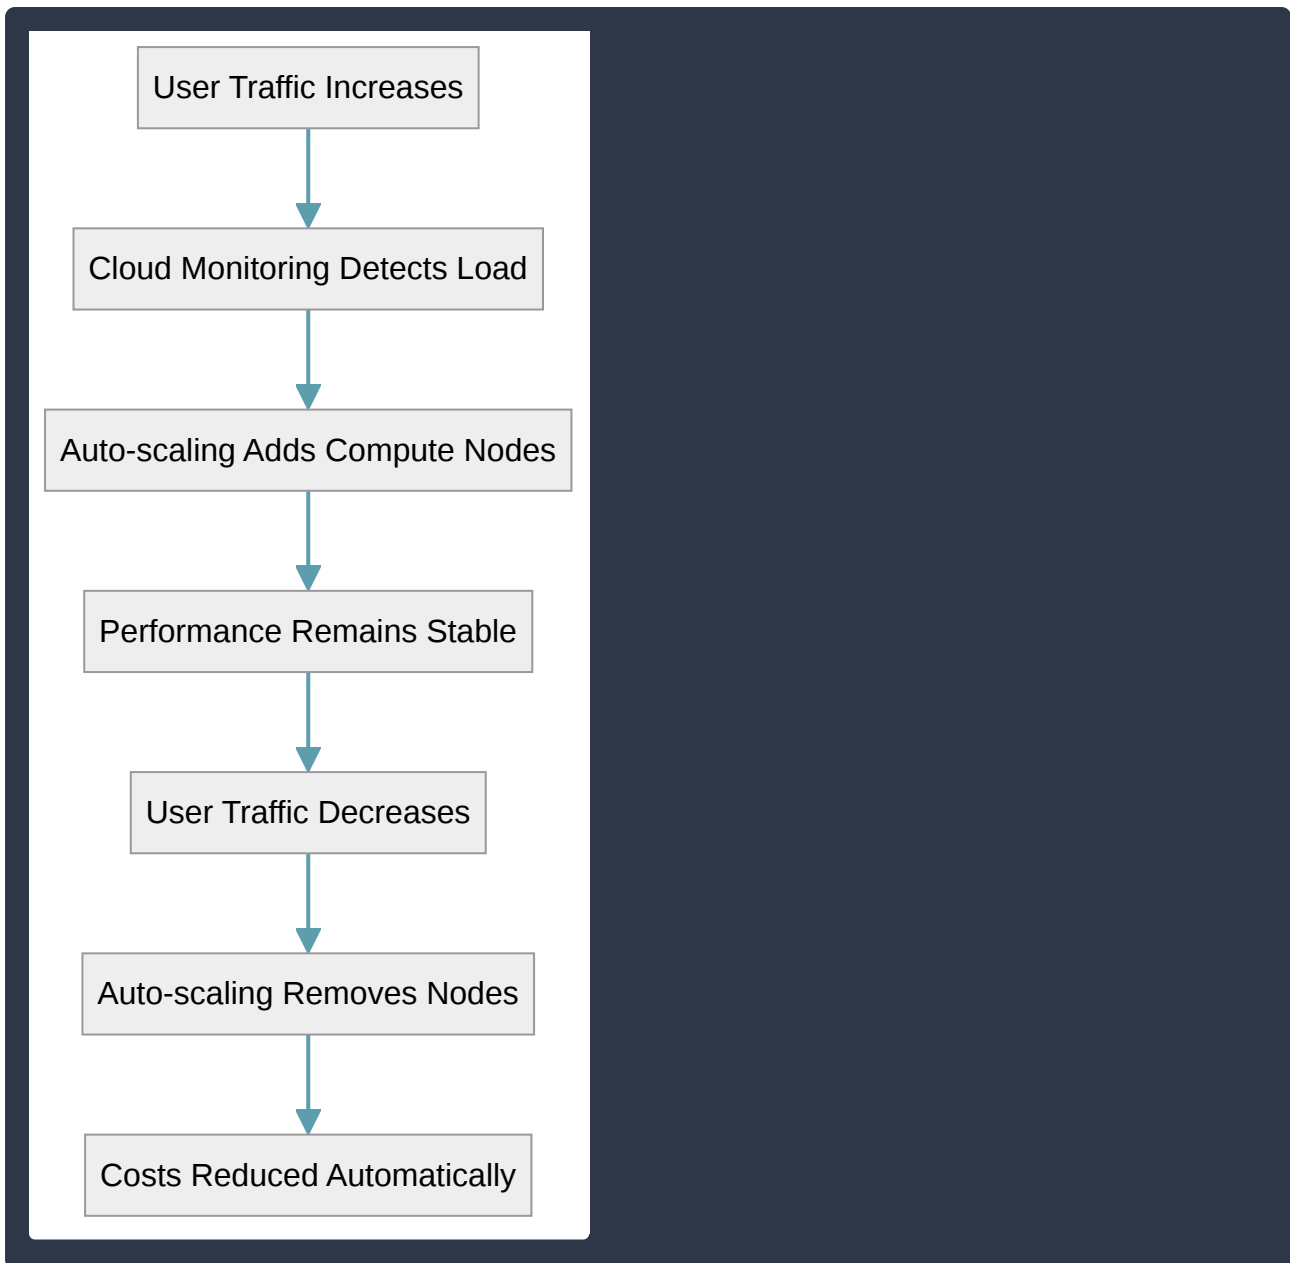 User Traffic Increases
Cloud Monitoring Detects Load
Auto-scaling Adds Compute Nodes
Performance Remains Stable
User Traffic Decreases
Auto-scaling Removes Nodes
Costs Reduced Automatically